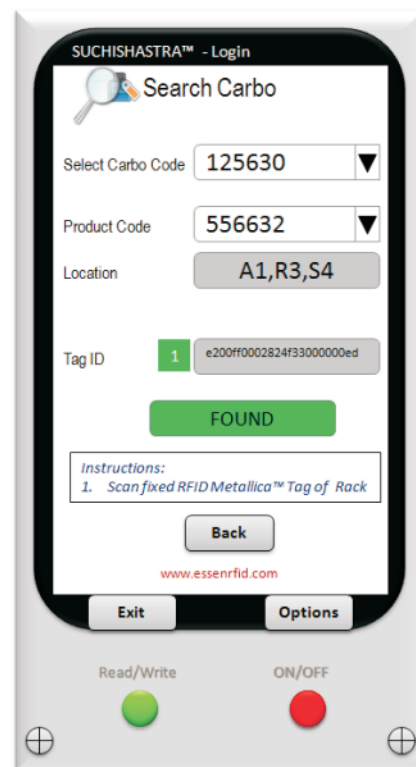 SUCHISHASTRA™ - Login
Search Carbo
Select Carbo Code 125630
Product Code 556632
Location A1,R3,S4
Tag ID 1 e200ff0002824f33000000ed
FOUND
Instructions:
1. Scan fixed RFID Metallica™ Tag of Rack
Back
www.essenrfid.com
Exit Options
Read/Write ON/OFF